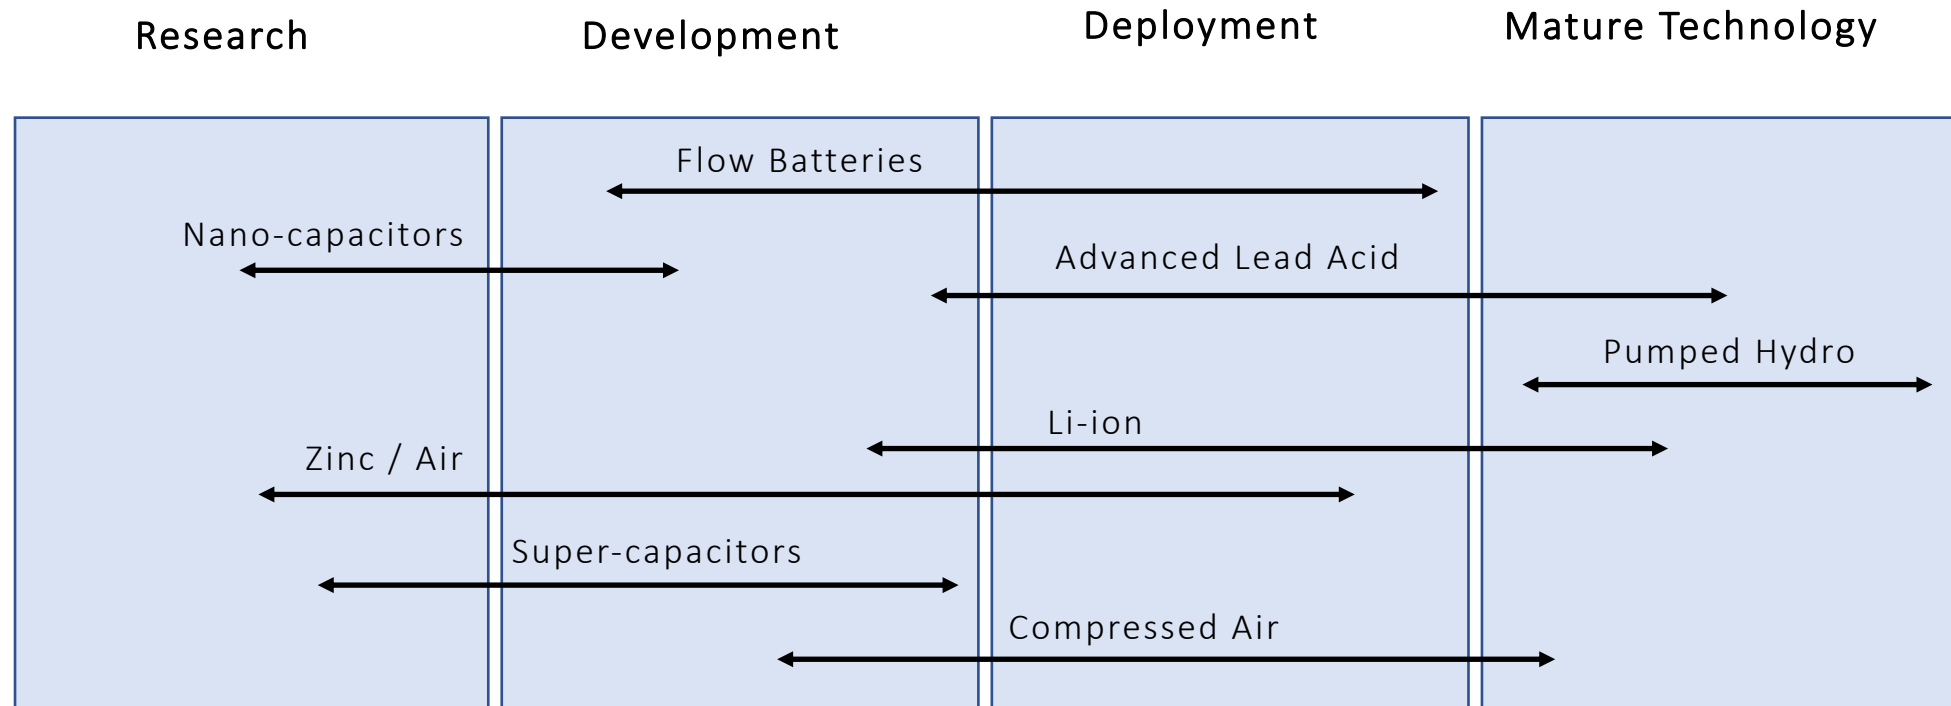 Research
Development
Deployment
Mature Technology
Flow Batteries
Nano-capacitors
Advanced Lead Acid
Pumped Hydro
Li-ion
Zinc / Air
Super-capacitors
Compressed Air